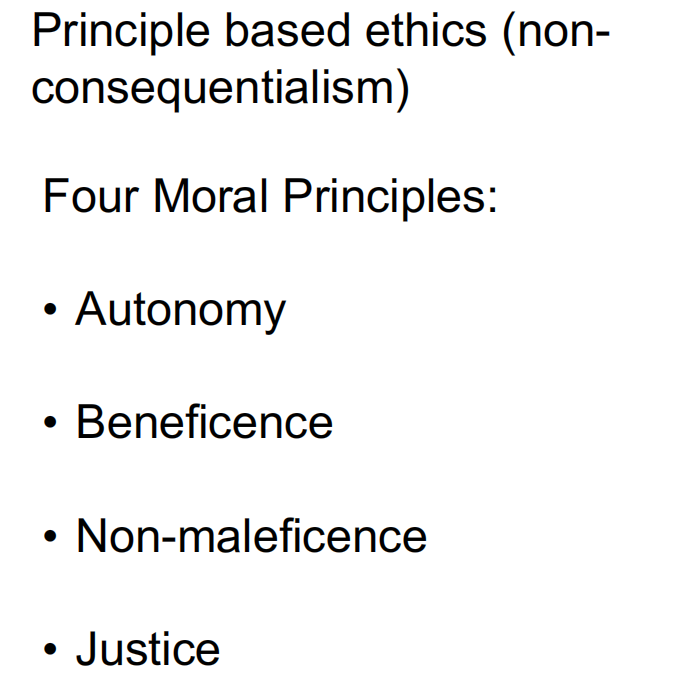 Principle based ethics (non-
consequentialism)
Four Moral Principles:
• Autonomy
• Beneficence
• Non-maleficence
• Justice